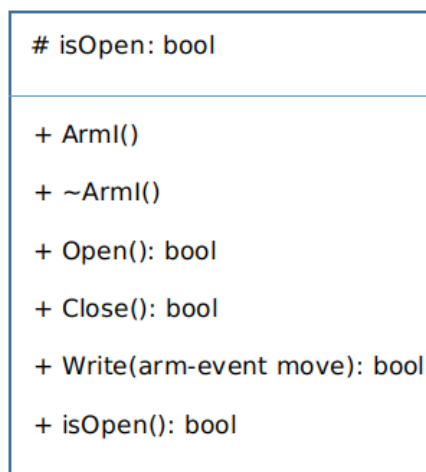 # isOpen: bool
+ ArmI()
+ ~ArmI()
+ Open(): bool
+ Close(): bool
+ Write(arm-event move): bool
+ isOpen(): bool